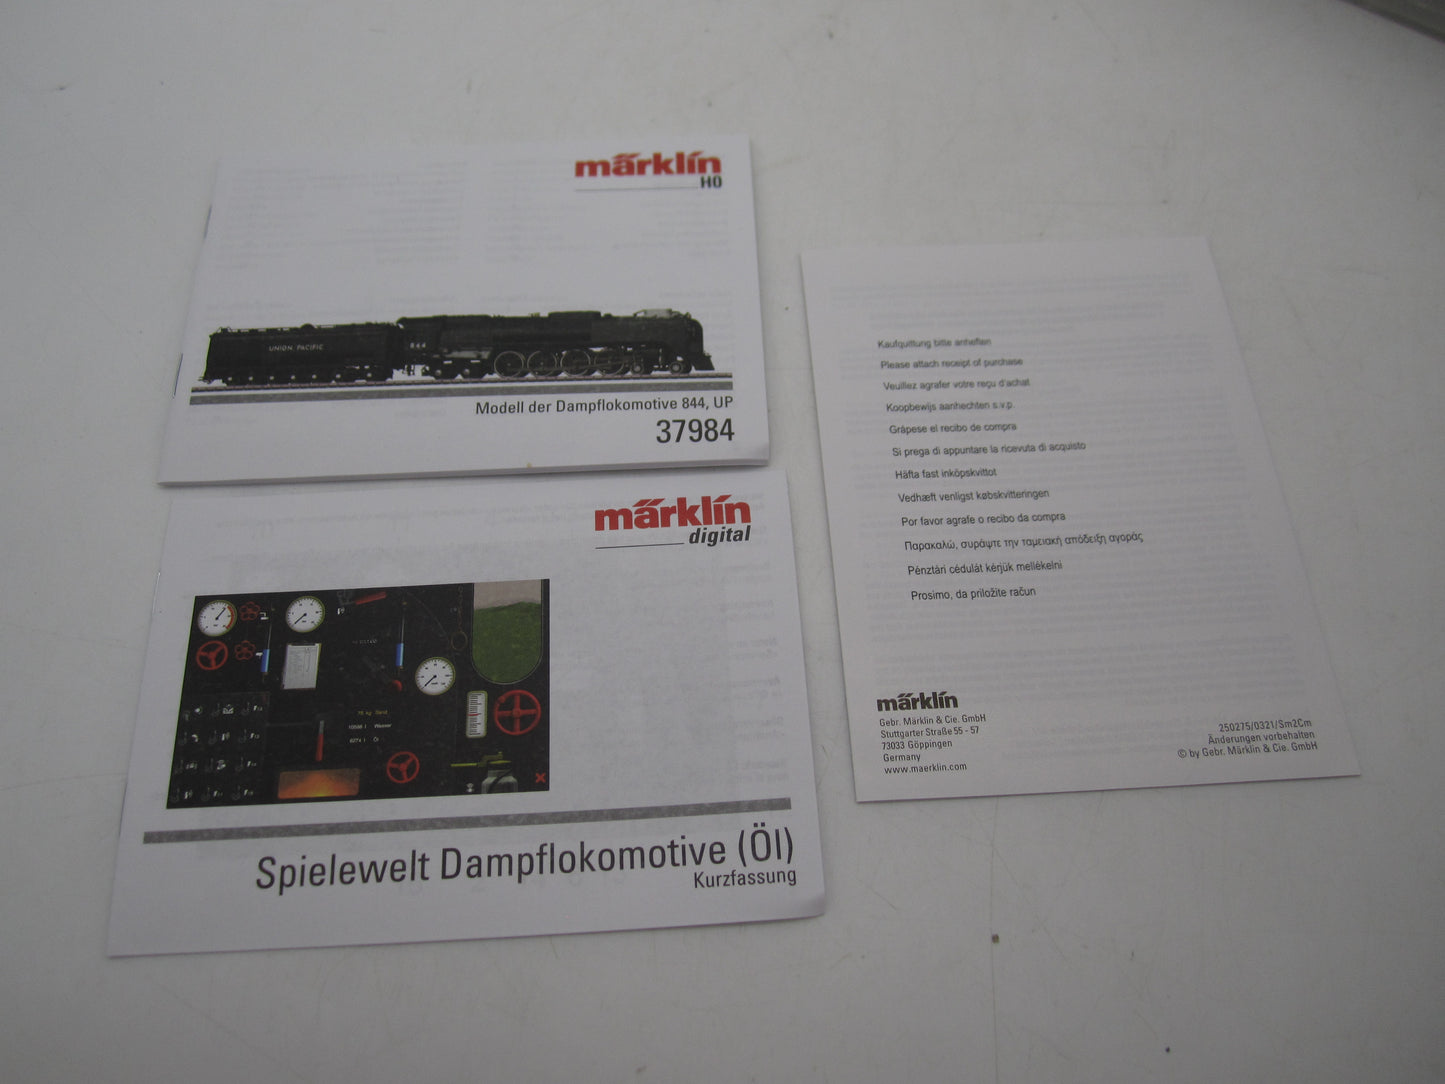 märklin
H0
UNION PACIFIC
844
Modell der Dampflokomotive 844, UP
37984
märklin
digital
75 kg Sand
Wasser
Öl
Spielewelt Dampflokomotive (Öl)
Kurzfassung
Kaufquittung bitte anheften
Please attach receipt of purchase
Veuillez agrafer votre reçu d'achat
Koopbewijs aanhechten s.v.p.
Grápese el recibo de compra
Si prega di appuntare la ricevuta di acquisto
Häfta fast inköpskvittot
Vedhæft venligst købskvitteringen
Por favor agrafe o recibo da compra
Παρακαλώ, συράψτε την ταμειακή απόδειξη αγοράς
Pénztári cédulát kérjük mellékelni
Prosimo, da priložite račun
märklin
Gebr. Märklin & Cie. GmbH
Stuttgarter Straße 55 - 57
73033 Göppingen
Germany
www.maerklin.com
250275/0321/Sm2Cm
Änderungen vorbehalten
© by Gebr. Märklin & Cie. GmbH